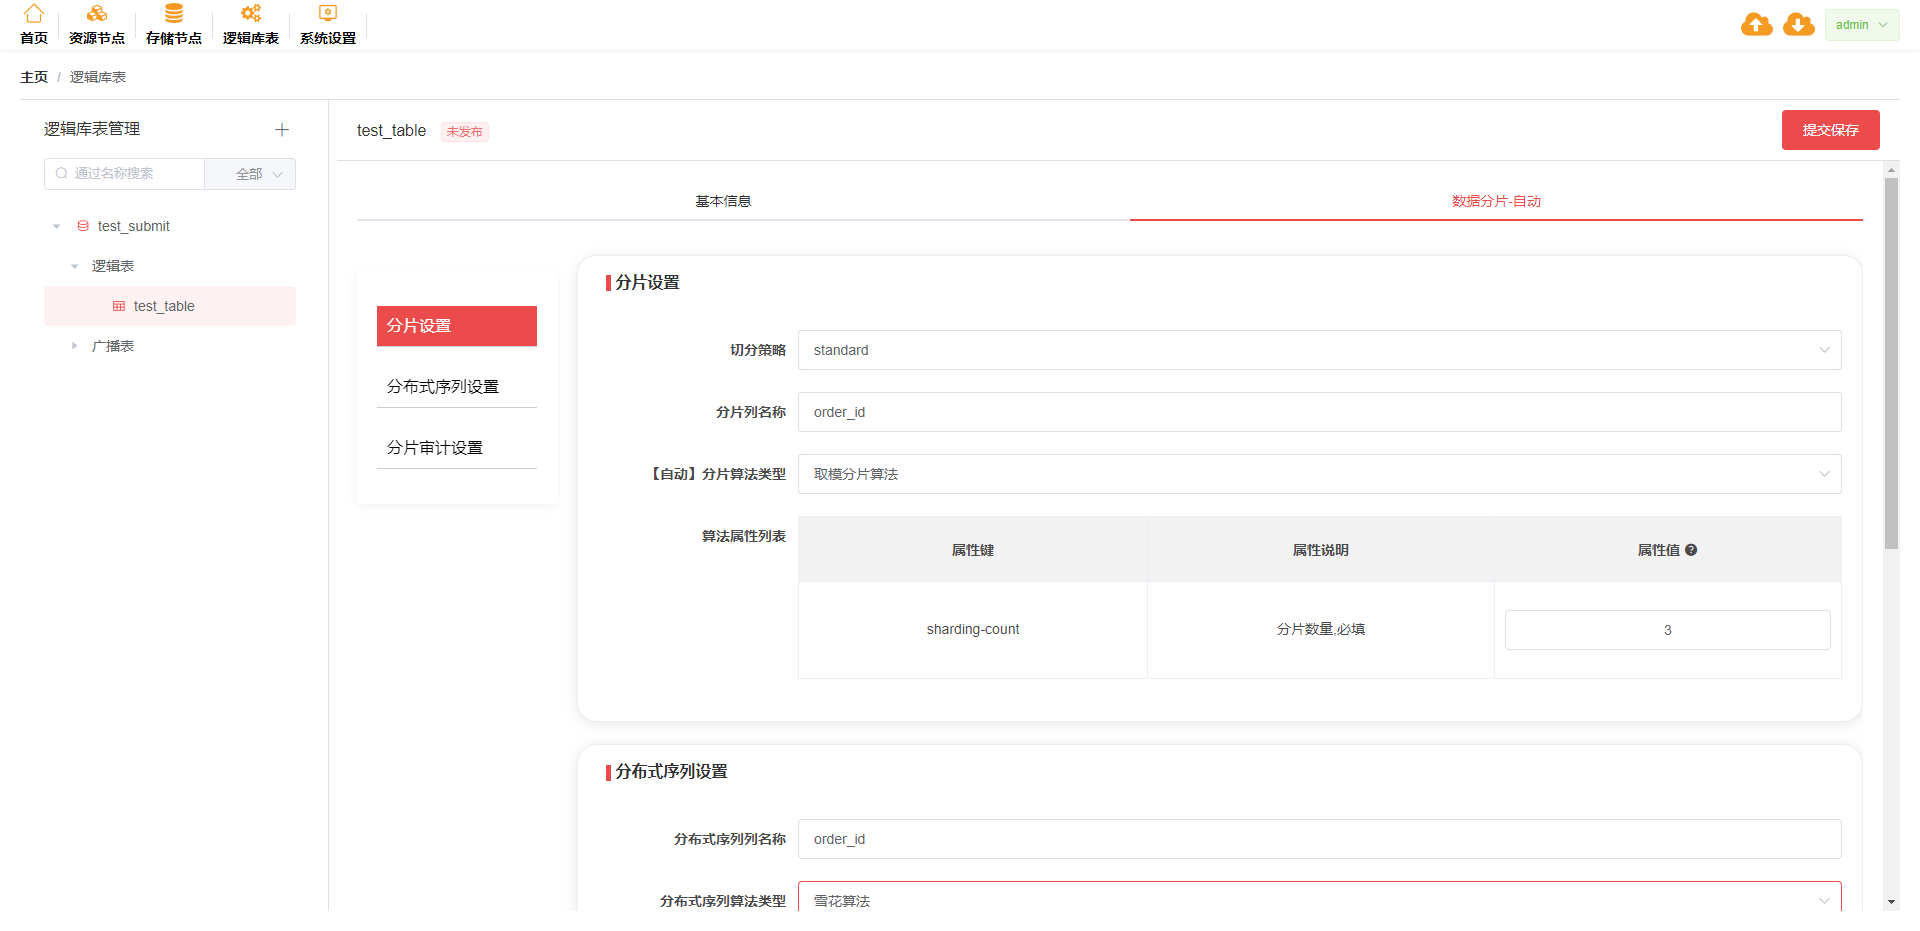 首页
资源节点
存储节点
逻辑库表
系统设置
admin
主页 / 逻辑库表
逻辑库表管理
通过名称搜索
全部
test_submit
逻辑表
test_table
广播表
test_table
未发布
提交保存
基本信息
数据分片-自动
分片设置
分布式序列设置
分片审计设置
分片设置
切分策略
standard
分片列名称
order_id
【自动】分片算法类型
取模分片算法
算法属性列表
属性键
属性说明
属性值
sharding-count
分片数量,必填
3
分布式序列设置
分布式序列列名称
order_id
分布式序列算法类型
雪花算法